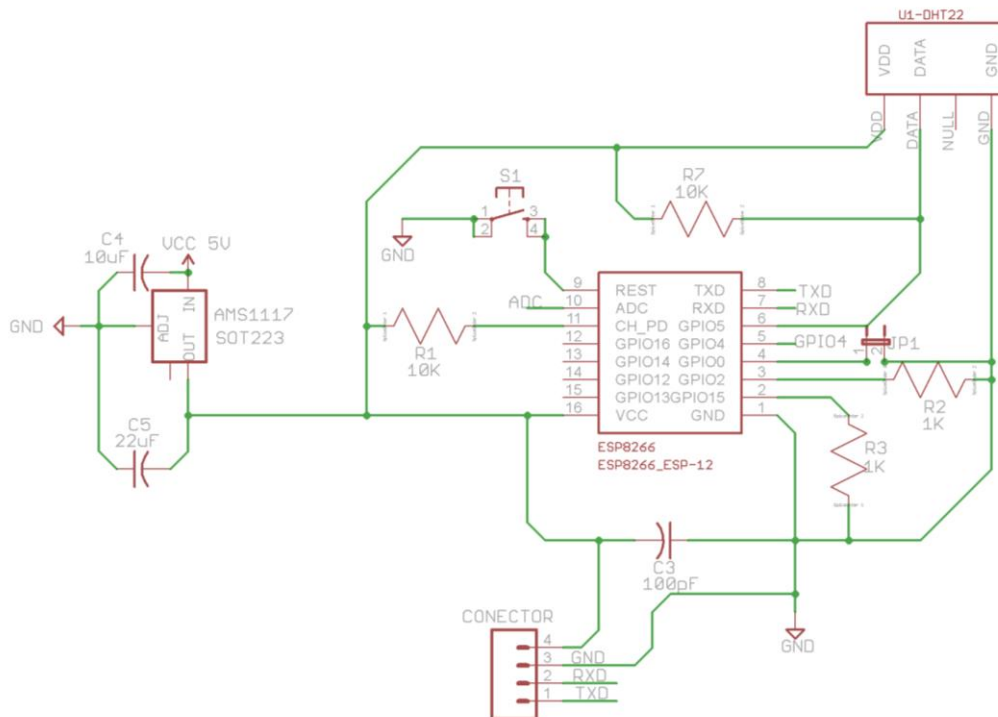 U1-DHT22
VDD
DATA
GND
VDD
DATA
NULL
GND
S1
1
2
3
4
GND
R7
10K
C4
10uF
VCC 5V
GND
ADJ
IN
OUT
AMS1117
SOT223
C5
22uF
R1
10K
ADC
9 REST TXD 8 TXD
10 ADC RXD 7 RXD
11 CH_PD GPIO5 6
12 GPIO16 GPIO4 5 GPIO4
13 GPIO14 GPIO0 4
14 GPIO12 GPIO2 3
15 GPIO13 GPIO15 2
16 VCC GND 1
ESP8266
ESP8266_ESP-12
1
2
JP1
R2
1K
R3
1K
C3
100pF
GND
CONECTOR
4
3 GND
2 RXD
1 TXD